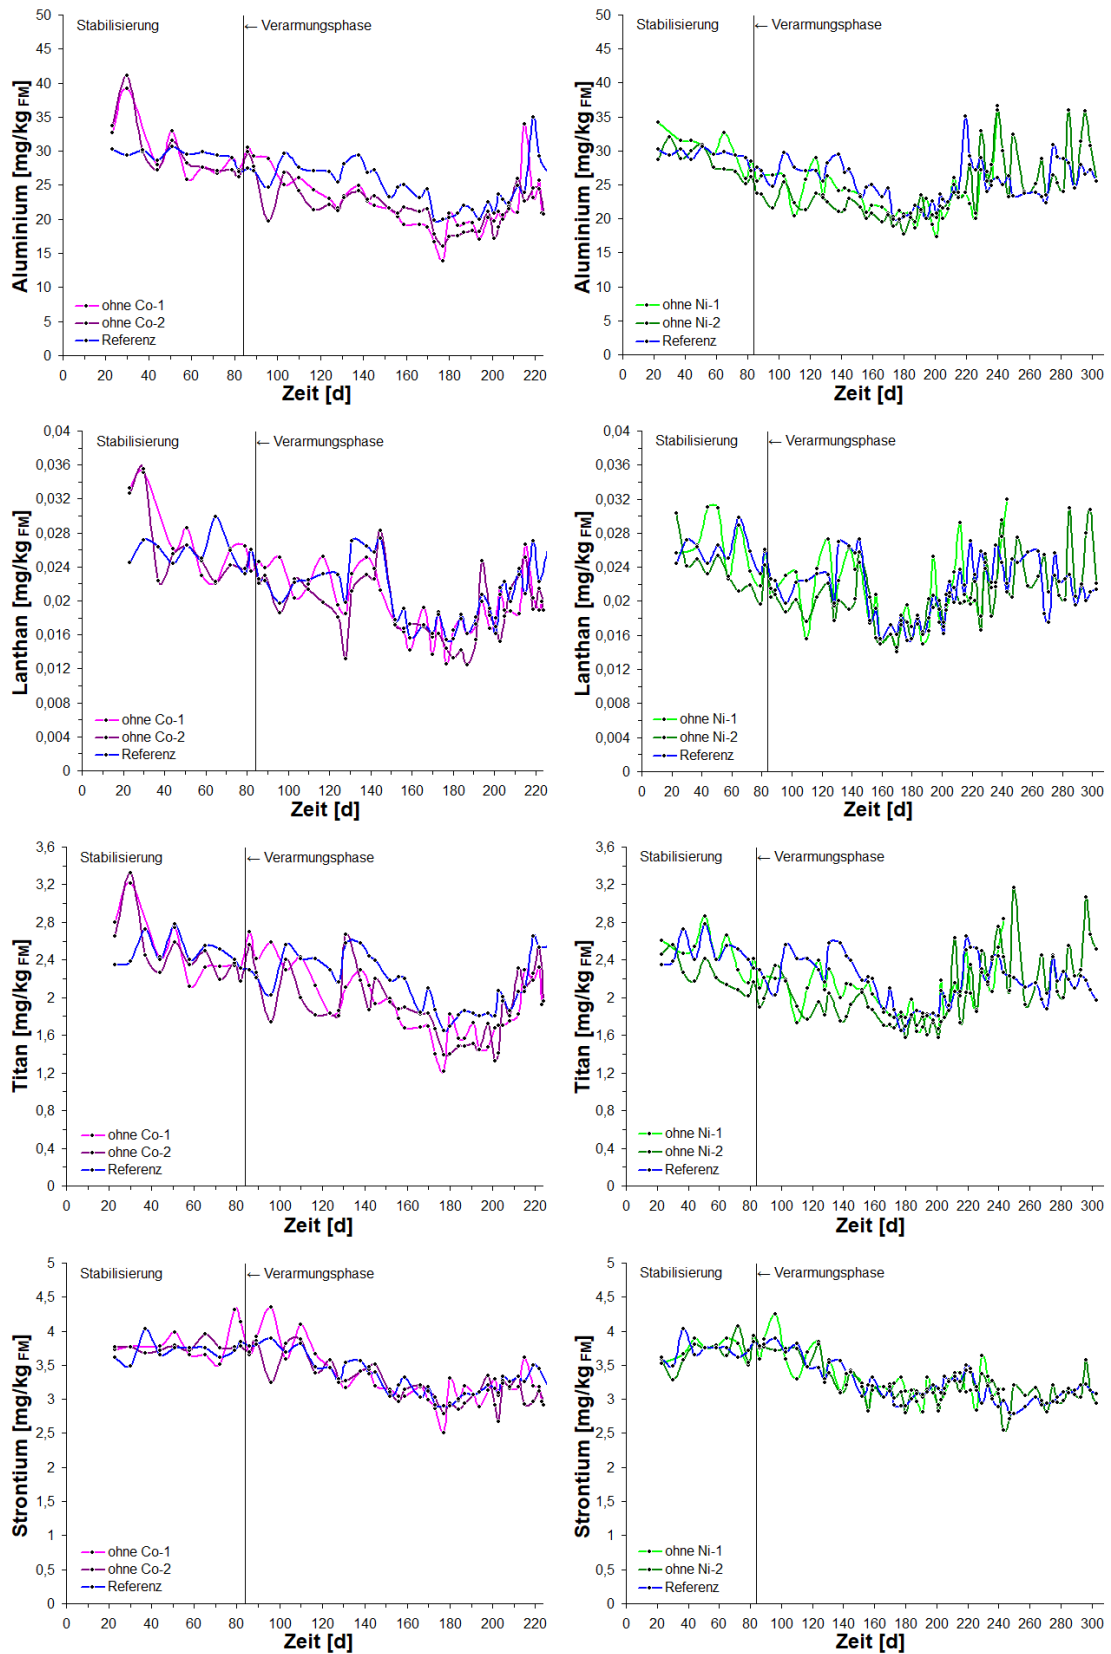 Stabilisierung
← Verarmungsphase
Aluminium [mg/kg FM]
50
45
40
35
30
25
20
15
10
5
0
ohne Co-1
ohne Co-2
Referenz
0 20 40 60 80 100 120 140 160 180 200 220
Zeit [d]
Stabilisierung
← Verarmungsphase
Aluminium [mg/kg FM]
50
45
40
35
30
25
20
15
10
5
0
ohne Ni-1
ohne Ni-2
Referenz
0 20 40 60 80 100 120 140 160 180 200 220 240 260 280 300
Zeit [d]
Stabilisierung
← Verarmungsphase
Lanthan [mg/kg FM]
0,04
0,036
0,032
0,028
0,024
0,02
0,016
0,012
0,008
0,004
0
ohne Co-1
ohne Co-2
Referenz
0 20 40 60 80 100 120 140 160 180 200 220
Zeit [d]
Stabilisierung
← Verarmungsphase
Lanthan [mg/kg FM]
0,04
0,036
0,032
0,028
0,024
0,02
0,016
0,012
0,008
0,004
0
ohne Ni-1
ohne Ni-2
Referenz
0 20 40 60 80 100 120 140 160 180 200 220 240 260 280 300
Zeit [d]
Stabilisierung
← Verarmungsphase
Titan [mg/kg FM]
3,6
3,2
2,8
2,4
2
1,6
1,2
0,8
0,4
0
ohne Co-1
ohne Co-2
Referenz
0 20 40 60 80 100 120 140 160 180 200 220
Zeit [d]
Stabilisierung
← Verarmungsphase
Titan [mg/kg FM]
3,6
3,2
2,8
2,4
2
1,6
1,2
0,8
0,4
0
ohne Ni-1
ohne Ni-2
Referenz
0 20 40 60 80 100 120 140 160 180 200 220 240 260 280 300
Zeit [d]
Stabilisierung
← Verarmungsphase
Strontium [mg/kg FM]
5
4,5
4
3,5
3
2,5
2
1,5
1
0,5
0
ohne Co-1
ohne Co-2
Referenz
0 20 40 60 80 100 120 140 160 180 200 220
Zeit [d]
Stabilisierung
← Verarmungsphase
Strontium [mg/kg FM]
5
4,5
4
3,5
3
2,5
2
1,5
1
0,5
0
ohne Ni-1
ohne Ni-2
Referenz
0 20 40 60 80 100 120 140 160 180 200 220 240 260 280 300
Zeit [d]